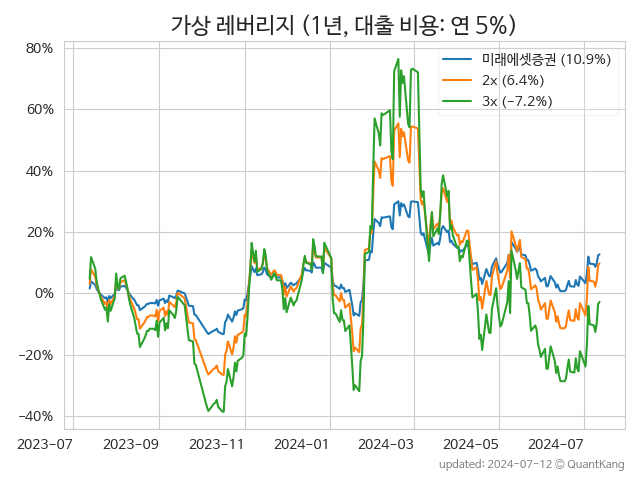 가상 레버리지 (1년, 대출 비용: 연 5%)
80%
60%
40%
20%
0%
−20%
−40%
미래에셋증권 (10.9%)
2x (6.4%)
3x (−7.2%)
2023-07
2023-09
2023-11
2024-01
2024-03
2024-05
2024-07
updated: 2024-07-12 © QuantKang